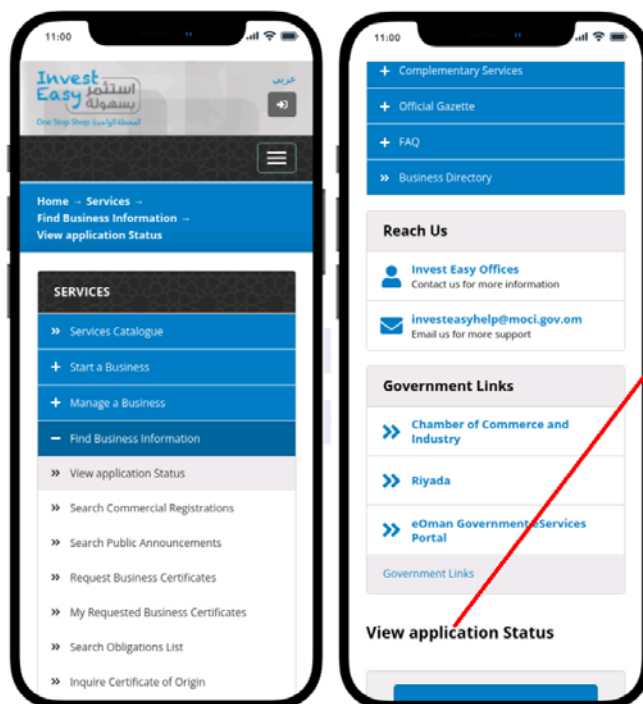 11:00
Invest
Easy
استثمر
بسهولة
One Stop Shop المحطة الواحدة
عربي
Home → Services →
Find Business Information →
View application Status
SERVICES
» Services Catalogue
+ Start a Business
+ Manage a Business
− Find Business Information
» View application Status
» Search Commercial Registrations
» Search Public Announcements
» Request Business Certificates
» My Requested Business Certificates
» Search Obligations List
» Inquire Certificate of Origin
11:00
+ Complementary Services
+ Official Gazette
+ FAQ
» Business Directory
Reach Us
Invest Easy Offices
Contact us for more information
investeasyhelp@moci.gov.om
Email us for more support
Government Links
» Chamber of Commerce and
Industry
» Riyada
» eOman Government eServices
Portal
Government Links
View application Status